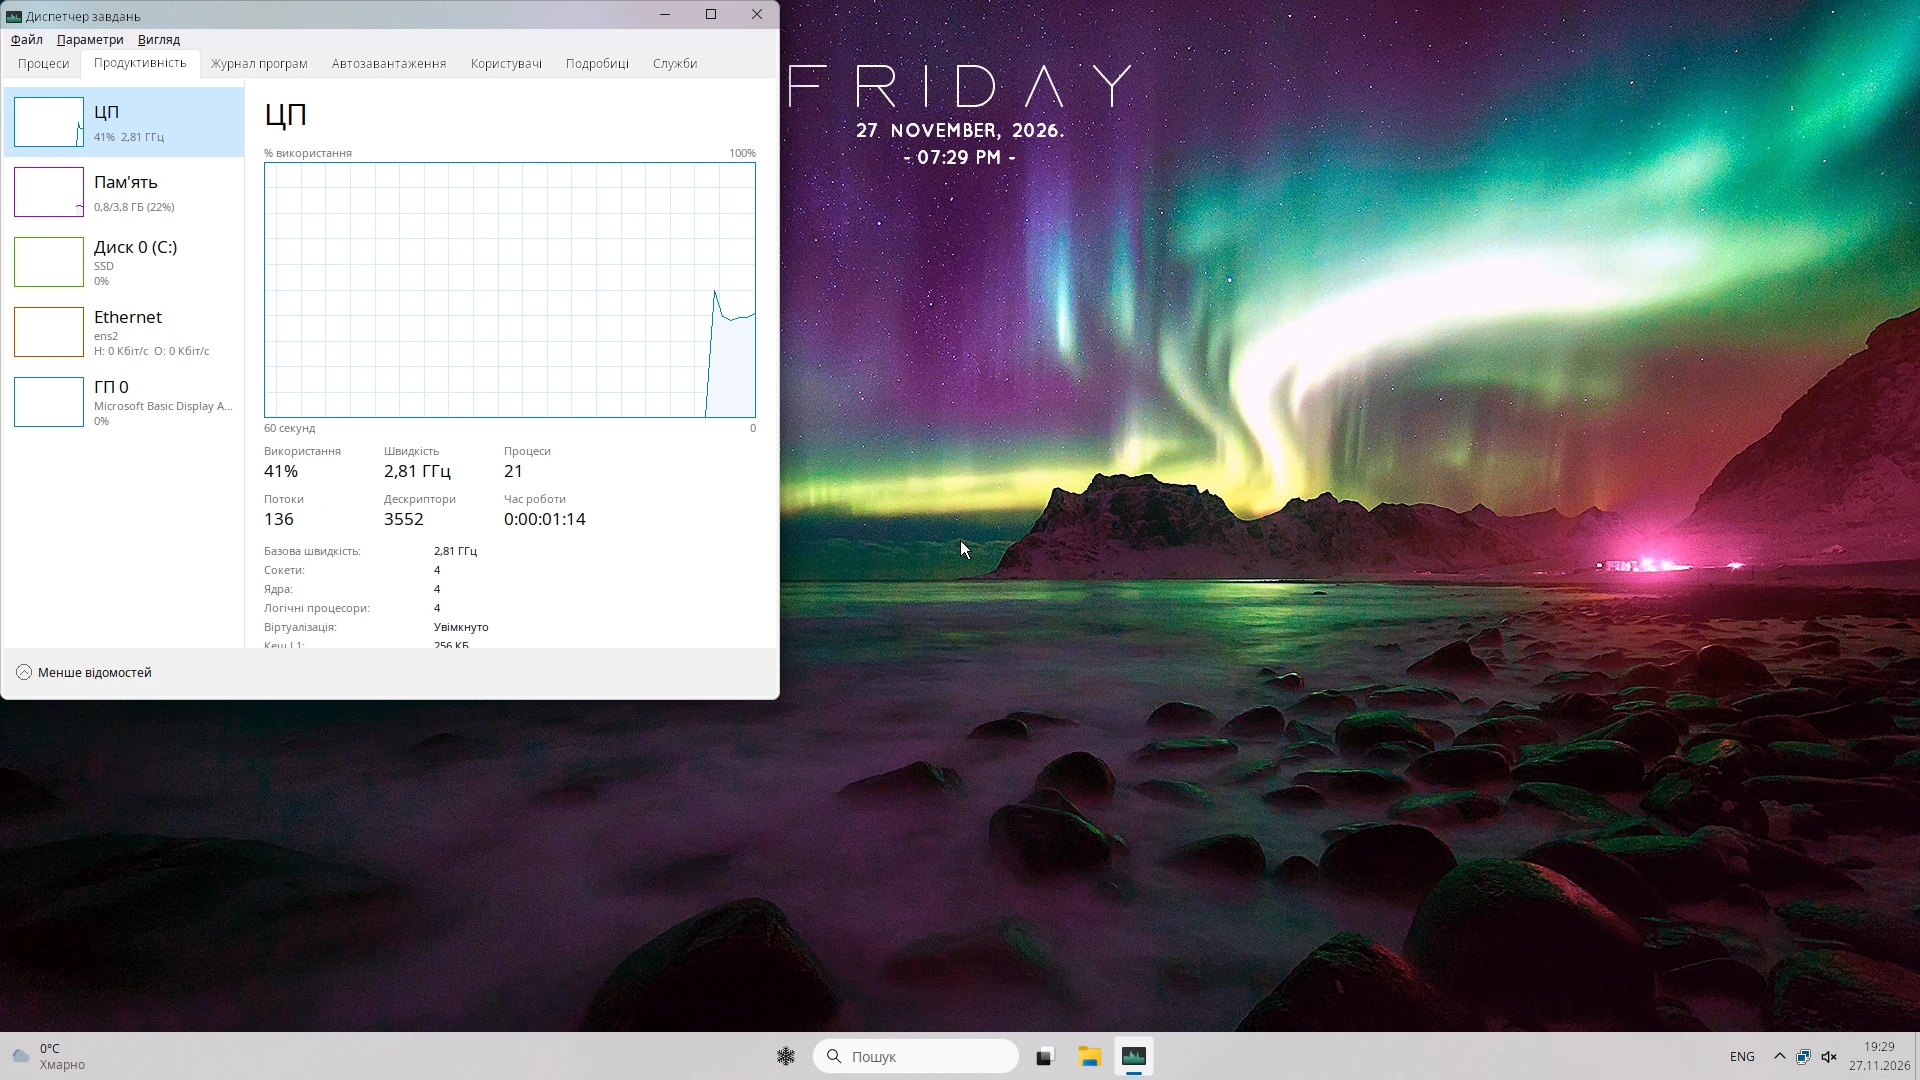 Диспетчер завдань
Файл Параметри Вигляд
Процеси Продуктивність Журнал програм Автозавантаження Користувачі Подробиці Служби
ЦП
41% 2,81 ГГц
Пам'ять
0,8/3,8 ГБ (22%)
Диск 0 (C:)
SSD
0%
Ethernet
ens2
Н: 0 Кбіт/с О: 0 Кбіт/с
ГП 0
Microsoft Basic Display A...
0%
ЦП
% використання 100%
60 секунд 0
Використання Швидкість Процеси
41% 2,81 ГГц 21
Потоки Дескриптори Час роботи
136 3552 0:00:01:14
Базова швидкість: 2,81 ГГц
Сокети: 4
Ядра: 4
Логічні процесори: 4
Віртуалізація: Увімкнуто
Кеш L1: 256 КБ
Менше відомостей
FRIDAY
27 NOVEMBER, 2026.
- 07:29 PM -
0°C
Хмарно
Пошук
ENG
19:29
27.11.2026